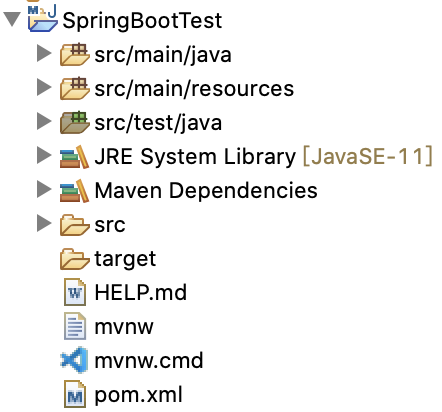 SpringBootTest
src/main/java
src/main/resources
src/test/java
JRE System Library [JavaSE-11]
Maven Dependencies
src
target
HELP.md
mvnw
mvnw.cmd
pom.xml